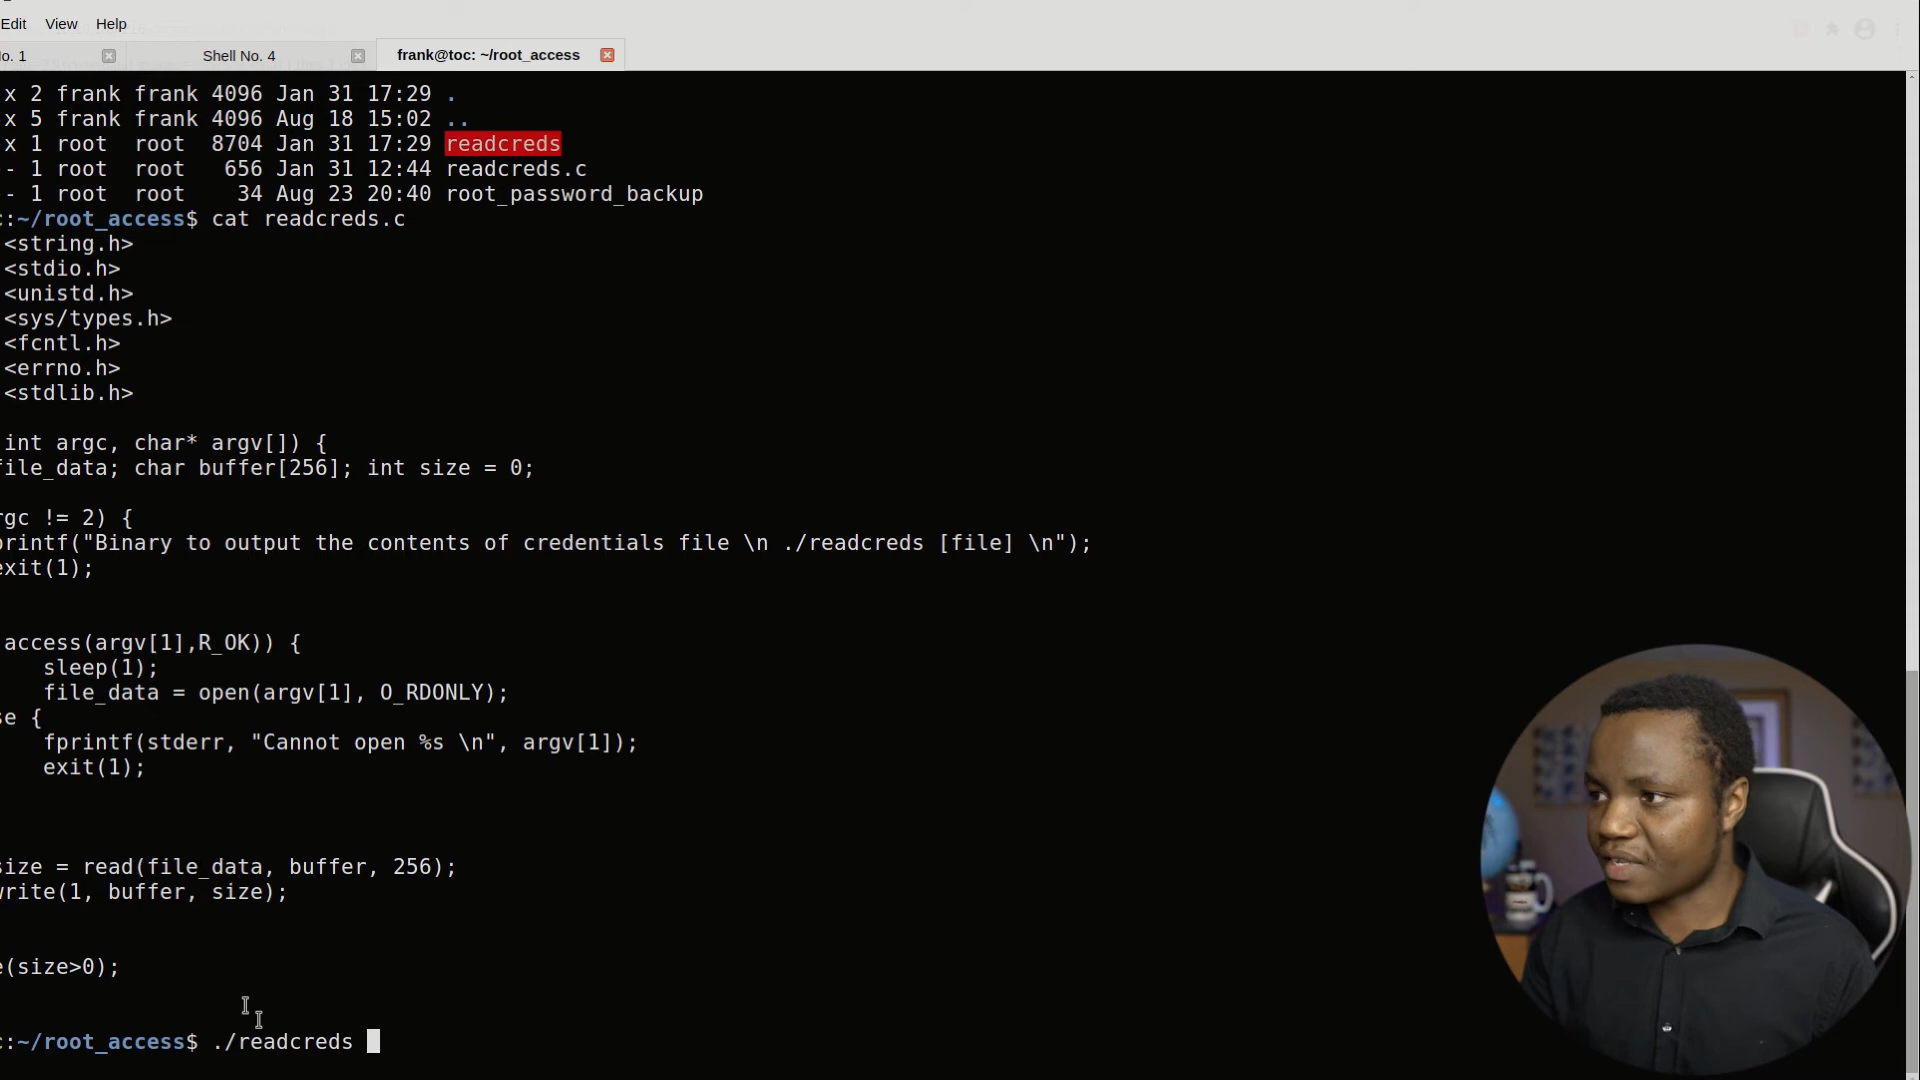 Edit View Help
o. 1 Shell No. 4 frank@toc: ~/root_access
x 2 frank frank 4096 Jan 31 17:29 .
x 5 frank frank 4096 Aug 18 15:02 ..
x 1 root root 8704 Jan 31 17:29 readcreds
- 1 root root 656 Jan 31 12:44 readcreds.c
- 1 root root 34 Aug 23 20:40 root_password_backup
:~/root_access$ cat readcreds.c
<string.h>
<stdio.h>
<unistd.h>
<sys/types.h>
<fcntl.h>
<errno.h>
<stdlib.h>
int argc, char* argv[]) {
file_data; char buffer[256]; int size = 0;
rgc != 2) {
printf("Binary to output the contents of credentials file \n ./readcreds [file] \n");
exit(1);
access(argv[1],R_OK)) {
sleep(1);
file_data = open(argv[1], O_RDONLY);
se {
fprintf(stderr, "Cannot open %s \n", argv[1]);
exit(1);
size = read(file_data, buffer, 256);
write(1, buffer, size);
e(size>0);
:~/root_access$ ./readcreds